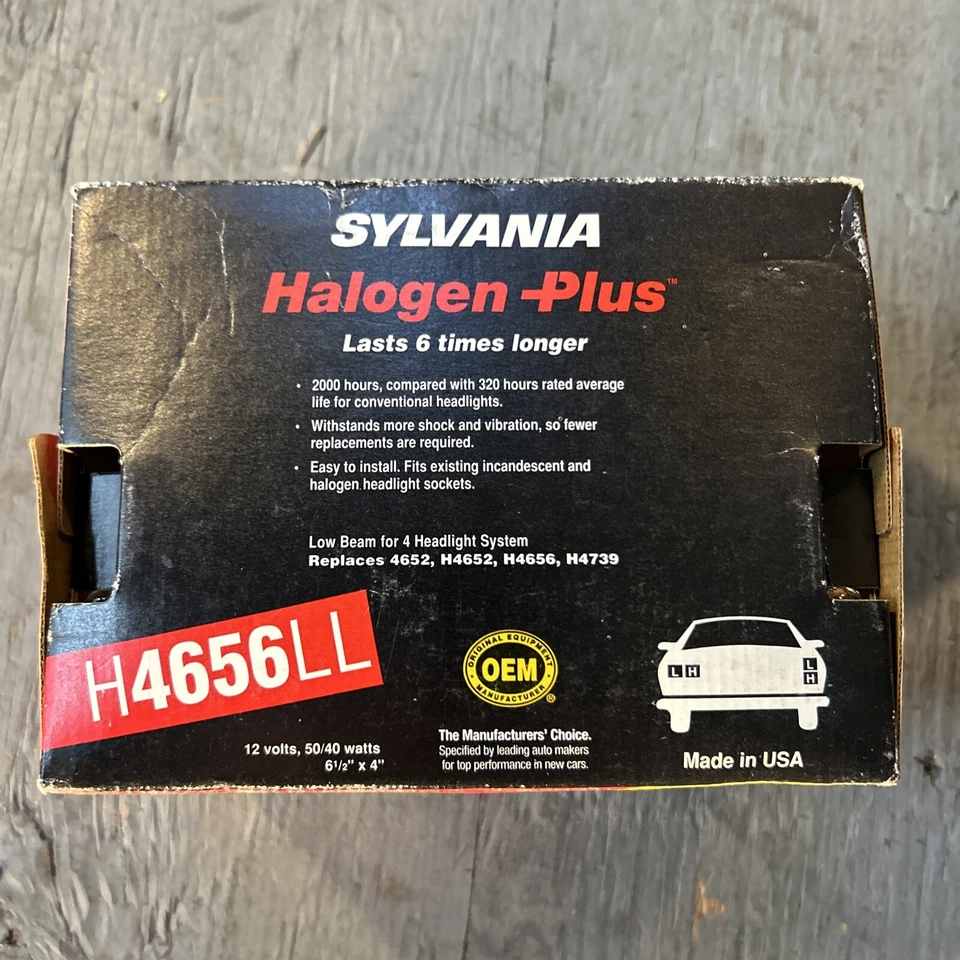 SYLVANIA
Halogen Plus™
Lasts 6 times longer
• 2000 hours, compared with 320 hours rated average
life for conventional headlights.
• Withstands more shock and vibration, so fewer
replacements are required.
• Easy to install. Fits existing incandescent and
halogen headlight sockets.
Low Beam for 4 Headlight System
Replaces 4652, H4652, H4656, H4739
H4656LL
12 volts, 50/40 watts
6 1/2" x 4"
ORIGINAL EQUIPMENT
OEM
MANUFACTURER
®
The Manufacturers' Choice.
Specified by leading auto makers
for top performance in new cars.
L H
L
H
Made in USA